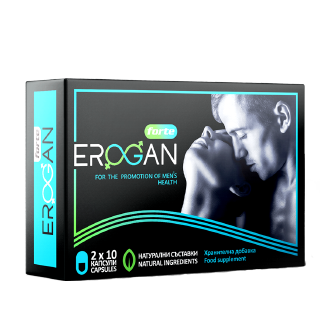 forte
EROGAN
FOR THE PROMOTION OF MEN'S
HEALTH
2 x 10
КАПСУЛИ
CAPSULES
НАТУРАЛНИ СЪСТАВКИ
NATURAL INGREDIENTS
Хранителна добавка
Food supplement
forte
EROGAN